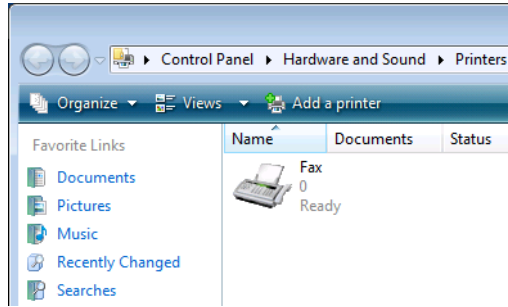 Control Panel Hardware and Sound Printers
Organize Views Add a printer
Favorite Links
Documents
Pictures
Music
Recently Changed
Searches
Name Documents Status
Fax
0
Ready